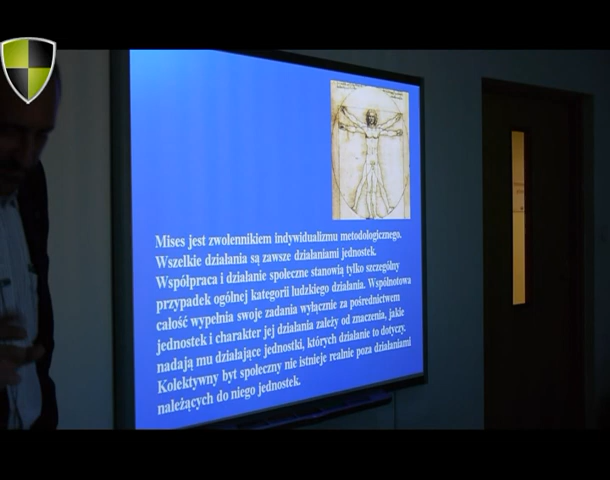 Mises jest zwolennikiem indywidualizmu metodologicznego.
Wszelkie działania są zawsze działaniami jednostek.
Współpraca i działanie społeczne stanowią tylko szczególny
przypadek ogólnej kategorii ludzkiego działania. Wspólnotowa
całość wypełnia swoje zadania wyłącznie za pośrednictwem
jednostek i charakter jej działania zależy od znaczenia, jakie
nadają mu działające jednostki, których działanie to dotyczy.
Kolektywny byt społeczny nie istnieje realnie poza działaniami
należących do niego jednostek.